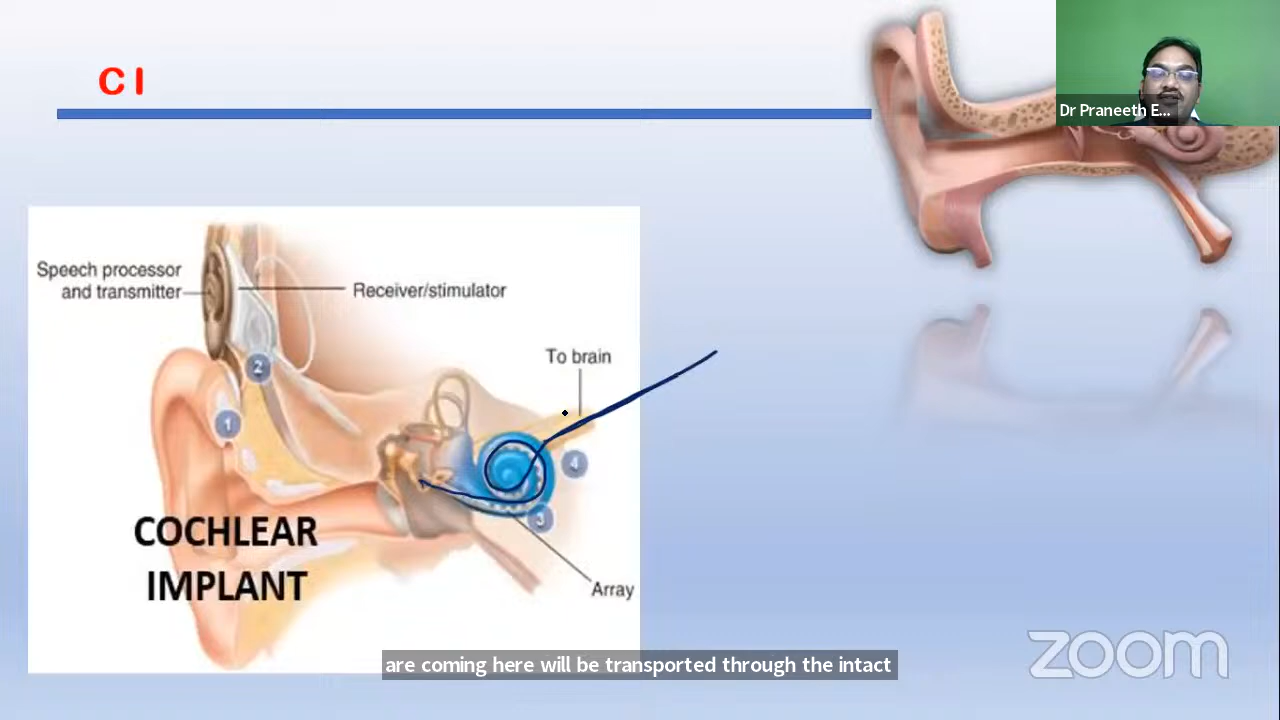 C I
Dr Praneeth E...
Speech processor
and transmitter
Receiver/stimulator
To brain
2
1
4
3
COCHLEAR
IMPLANT
Array
are coming here will be transported through the intact
zoom